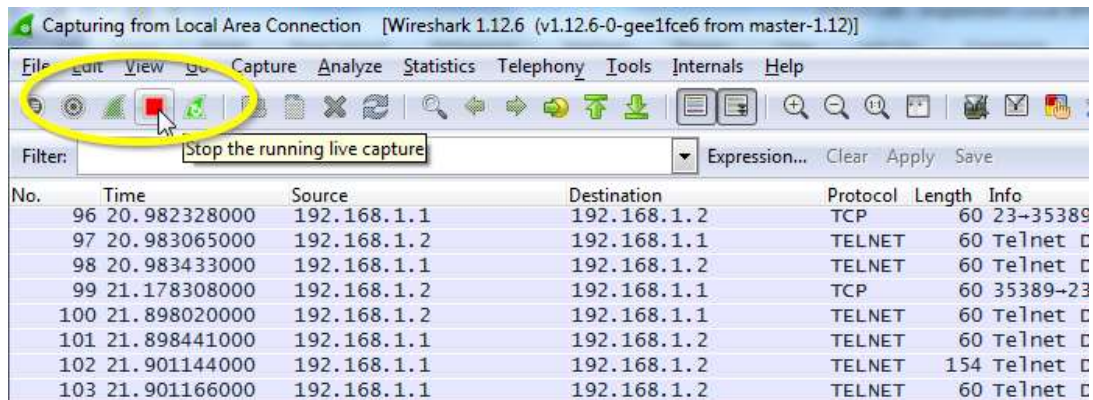 Capturing from Local Area Connection [Wireshark 1.12.6 (v1.12.6-0-gee1fce6 from master-1.12)]
File Edit View Go Capture Analyze Statistics Telephony Tools Internals Help
Stop the running live capture
Filter: Expression... Clear Apply Save
No. Time Source Destination Protocol Length Info
96 20.982328000 192.168.1.1 192.168.1.2 TCP 60 23→35389
97 20.983065000 192.168.1.2 192.168.1.1 TELNET 60 Telnet D
98 20.983433000 192.168.1.1 192.168.1.2 TELNET 60 Telnet D
99 21.178308000 192.168.1.2 192.168.1.1 TCP 60 35389→23
100 21.898020000 192.168.1.2 192.168.1.1 TELNET 60 Telnet D
101 21.898441000 192.168.1.1 192.168.1.2 TELNET 60 Telnet D
102 21.901144000 192.168.1.1 192.168.1.2 TELNET 154 Telnet D
103 21.901166000 192.168.1.1 192.168.1.2 TELNET 60 Telnet D